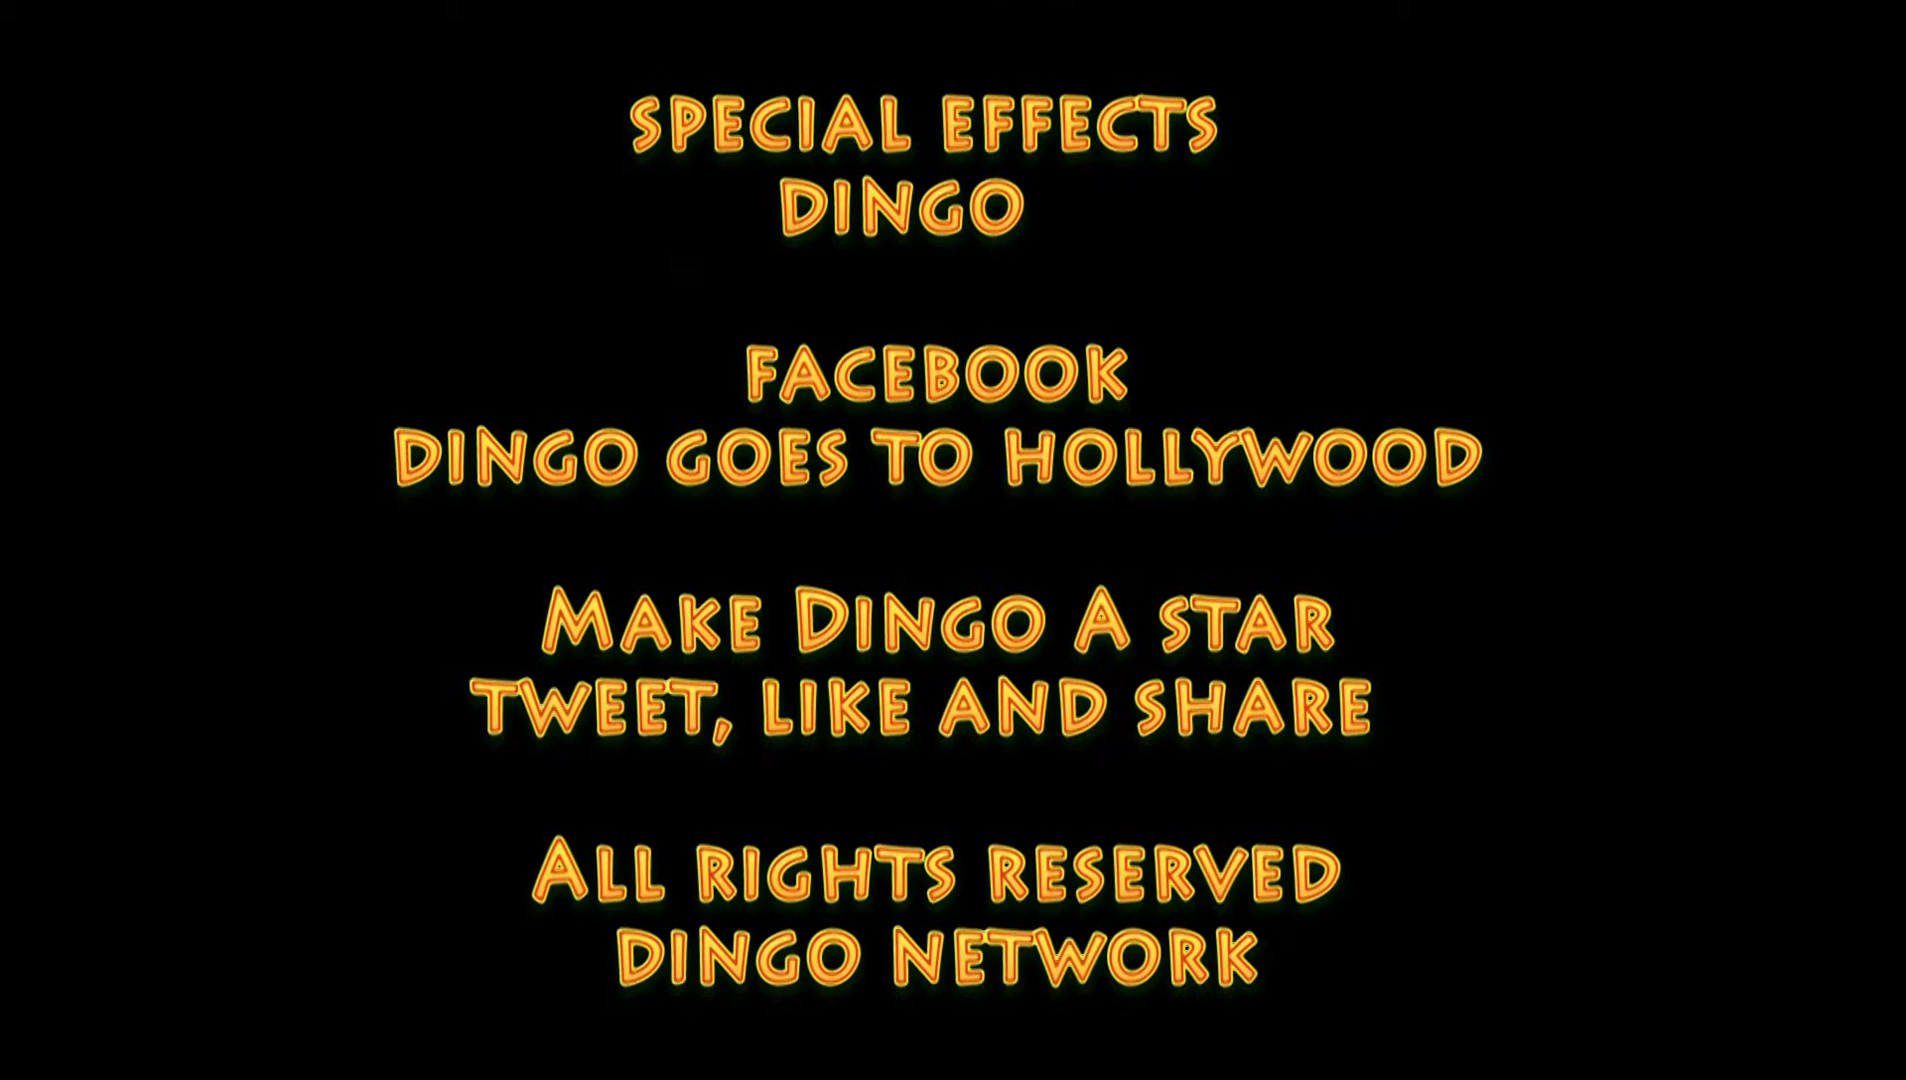 SPECIAL EFFECTS
DINGO
FACEBOOK
DINGO GOES TO HOLLYWOOD
MAKE DINGO A STAR
TWEET, LIKE AND SHARE
ALL RIGHTS RESERVED
DINGO NETWORK